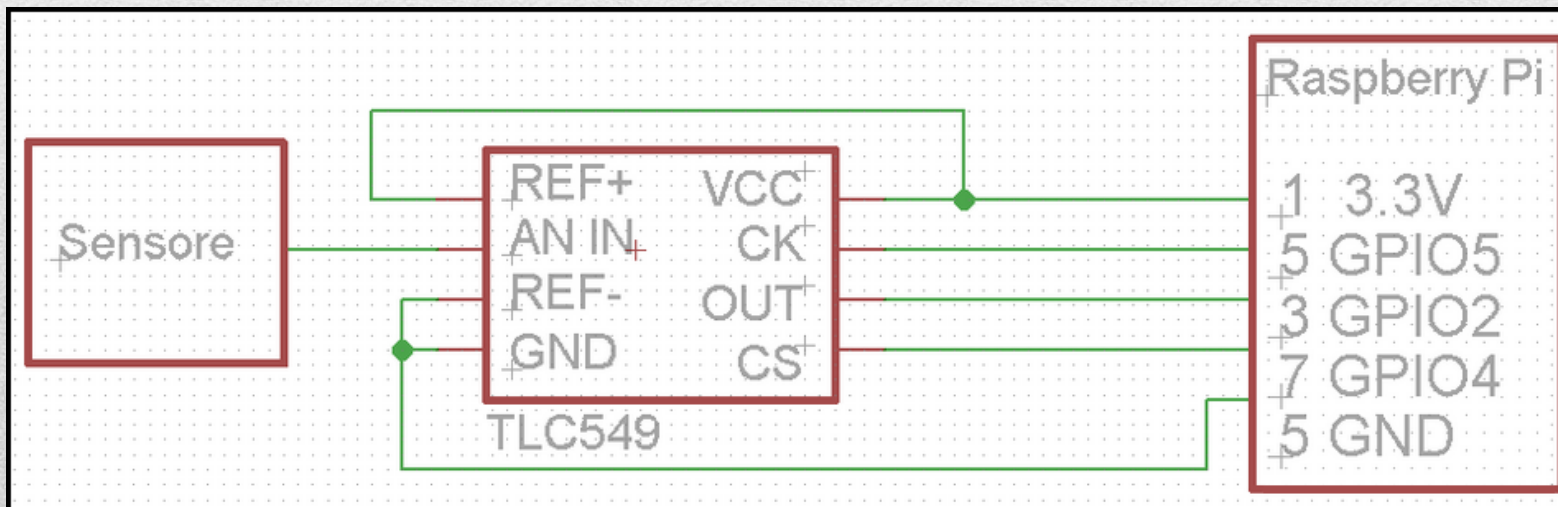 Sensore
REF+
AN IN
REF-
GND
VCC
CK
OUT
CS
TLC549
Raspberry Pi
1 3.3V
5 GPIO5
3 GPIO2
7 GPIO4
5 GND